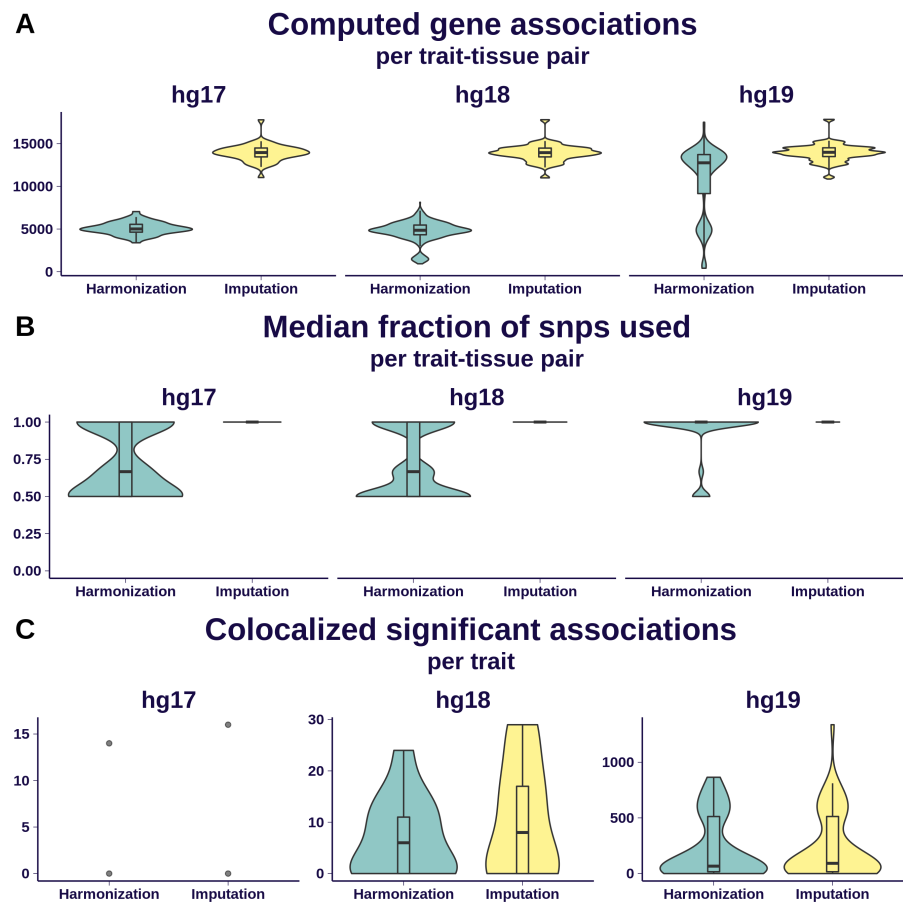 A
Computed gene associations
per trait-tissue pair
hg17 hg18 hg19
15000
10000
5000
0
Harmonization Imputation Harmonization Imputation Harmonization Imputation
B
Median fraction of snps used
per trait-tissue pair
hg17 hg18 hg19
1.00
0.75
0.50
0.25
0.00
Harmonization Imputation Harmonization Imputation Harmonization Imputation
C
Colocalized significant associations
per trait
hg17 hg18 hg19
15
10
5
0
30
20
10
0
1000
500
0
Harmonization Imputation Harmonization Imputation Harmonization Imputation